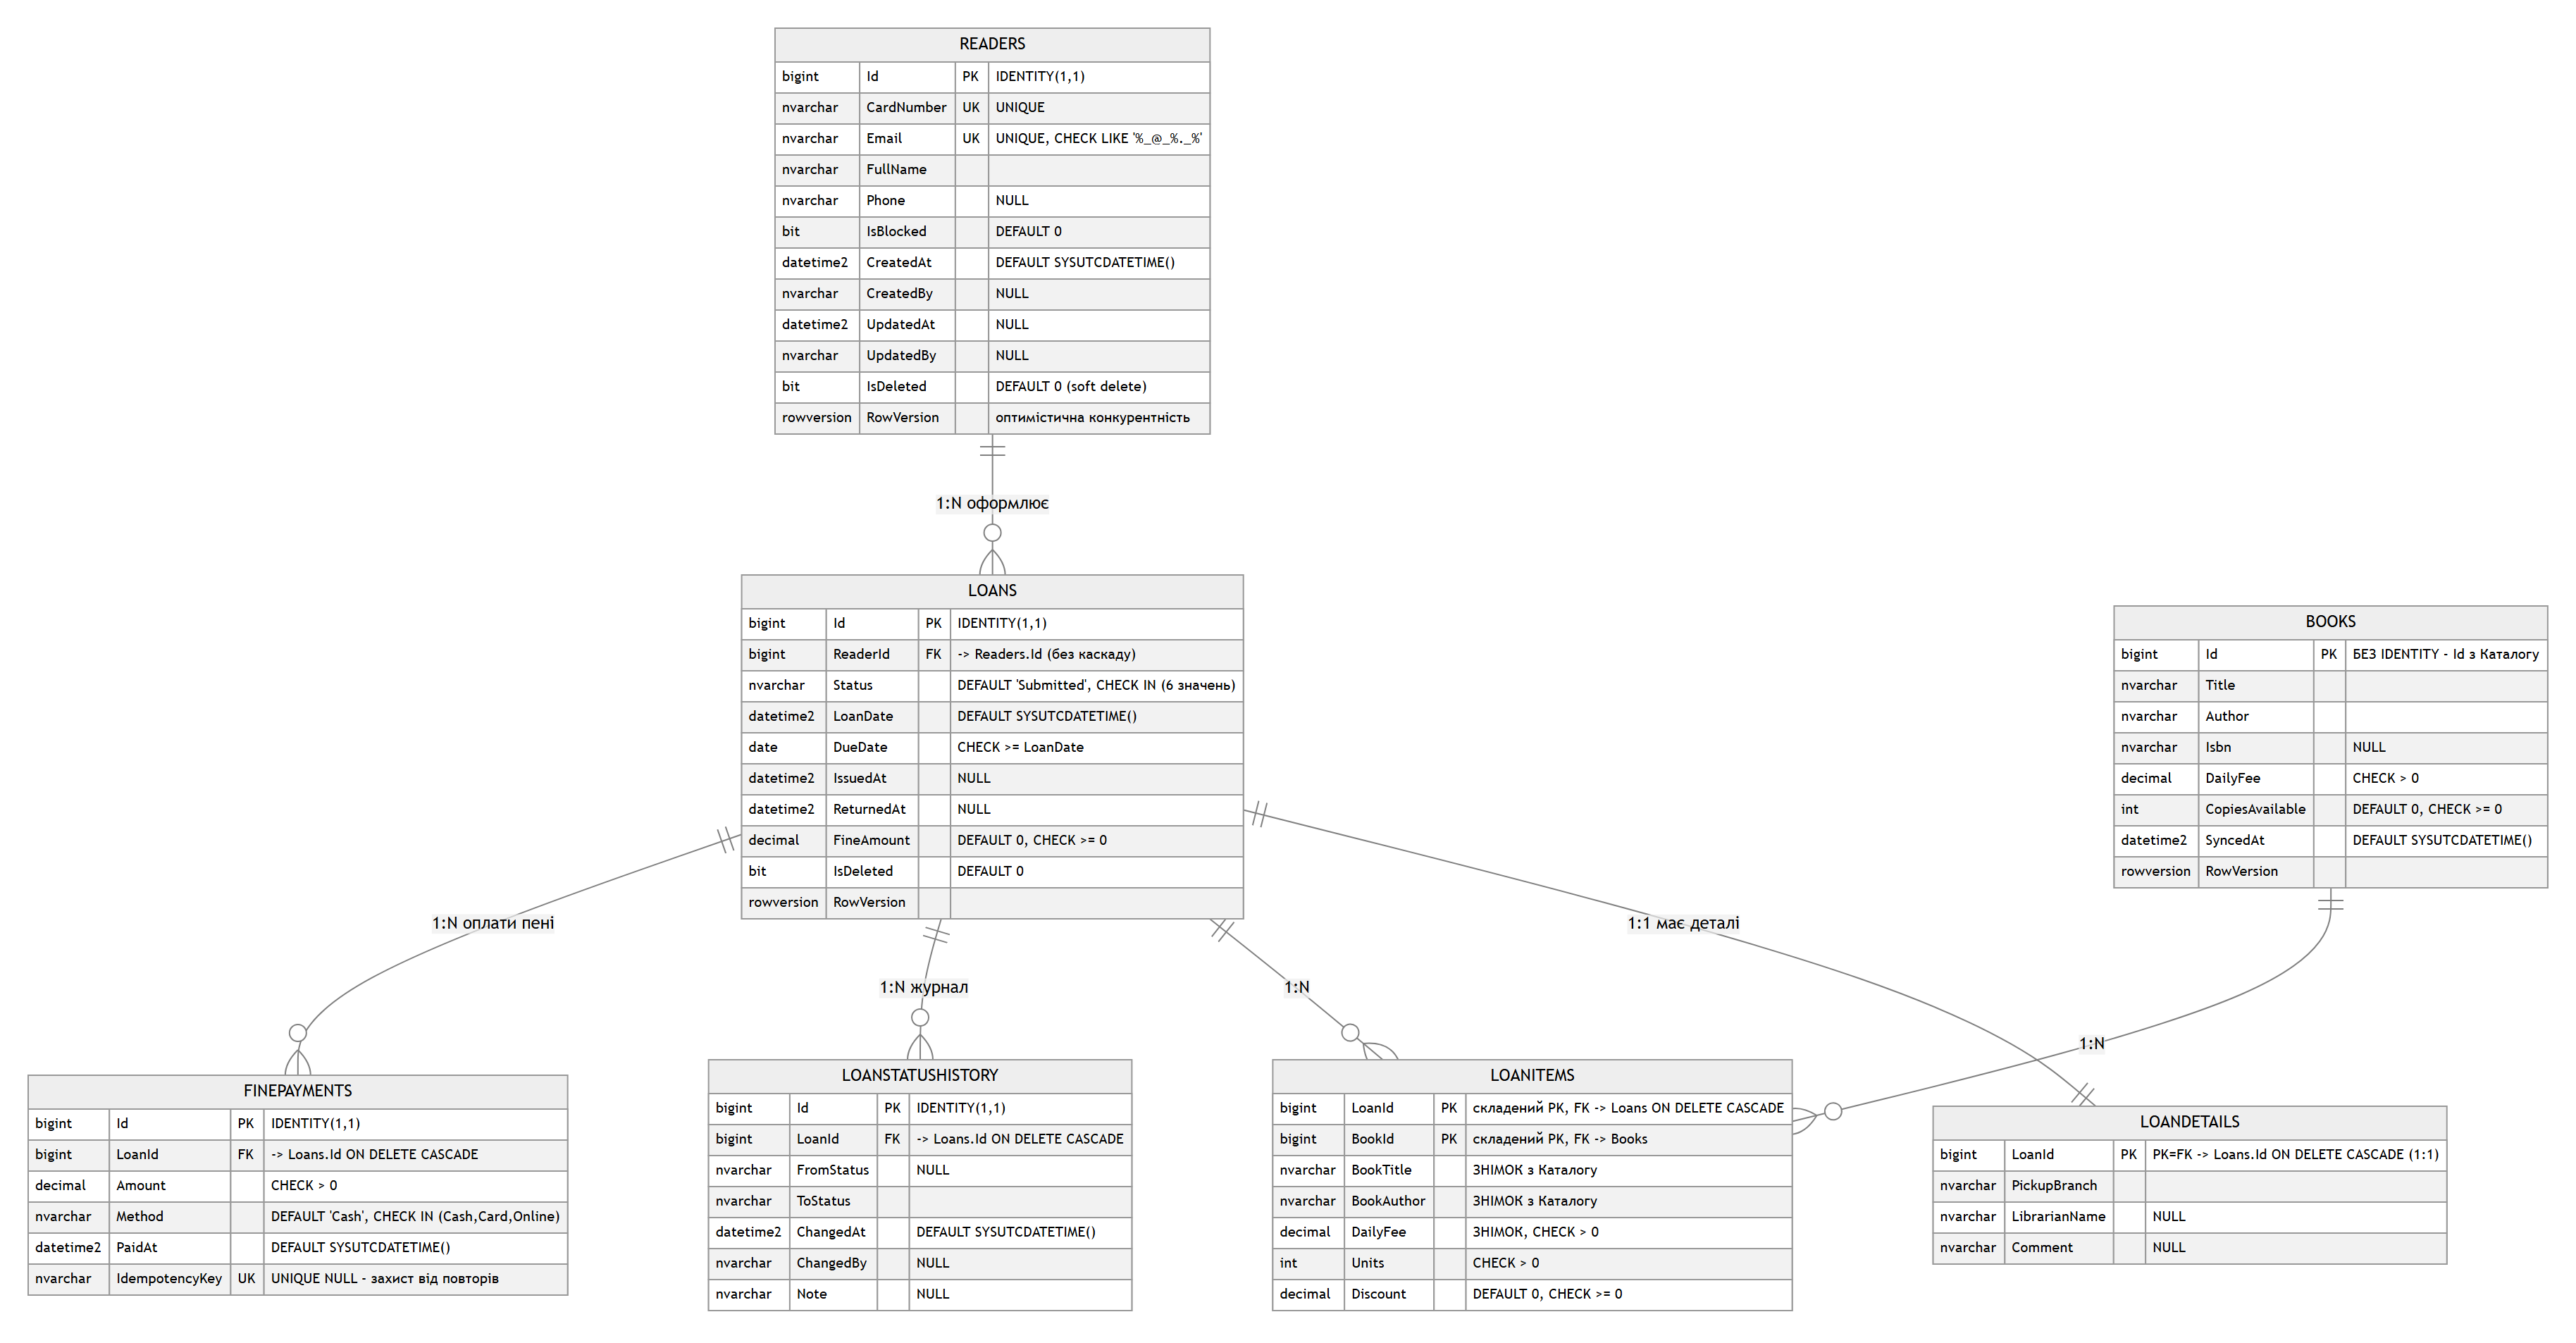 READERS
bigint Id PK IDENTITY(1,1)
nvarchar CardNumber UK UNIQUE
nvarchar Email UK UNIQUE, CHECK LIKE '%_@_%._%'
nvarchar FullName
nvarchar Phone NULL
bit IsBlocked DEFAULT 0
datetime2 CreatedAt DEFAULT SYSUTCDATETIME()
nvarchar CreatedBy NULL
datetime2 UpdatedAt NULL
nvarchar UpdatedBy NULL
bit IsDeleted DEFAULT 0 (soft delete)
rowversion RowVersion оптимістична конкурентність
1:N оформлює
LOANS
bigint Id PK IDENTITY(1,1)
bigint ReaderId FK -> Readers.Id (без каскаду)
nvarchar Status DEFAULT 'Submitted', CHECK IN (6 значень)
datetime2 LoanDate DEFAULT SYSUTCDATETIME()
date DueDate CHECK >= LoanDate
datetime2 IssuedAt NULL
datetime2 ReturnedAt NULL
decimal FineAmount DEFAULT 0, CHECK >= 0
bit IsDeleted DEFAULT 0
rowversion RowVersion
BOOKS
bigint Id PK БЕЗ IDENTITY - Id з Каталогу
nvarchar Title
nvarchar Author
nvarchar Isbn NULL
decimal DailyFee CHECK > 0
int CopiesAvailable DEFAULT 0, CHECK >= 0
datetime2 SyncedAt DEFAULT SYSUTCDATETIME()
rowversion RowVersion
1:N оплати пені
1:N журнал
1:N
1:1 має деталі
1:N
FINEPAYMENTS
bigint Id PK IDENTITY(1,1)
bigint LoanId FK -> Loans.Id ON DELETE CASCADE
decimal Amount CHECK > 0
nvarchar Method DEFAULT 'Cash', CHECK IN (Cash,Card,Online)
datetime2 PaidAt DEFAULT SYSUTCDATETIME()
nvarchar IdempotencyKey UK UNIQUE NULL - захист від повторів
LOANSTATUSHISTORY
bigint Id PK IDENTITY(1,1)
bigint LoanId FK -> Loans.Id ON DELETE CASCADE
nvarchar FromStatus NULL
nvarchar ToStatus
datetime2 ChangedAt DEFAULT SYSUTCDATETIME()
nvarchar ChangedBy NULL
nvarchar Note NULL
LOANITEMS
bigint LoanId PK складений PK, FK -> Loans ON DELETE CASCADE
bigint BookId PK складений PK, FK -> Books
nvarchar BookTitle ЗНІМОК з Каталогу
nvarchar BookAuthor ЗНІМОК з Каталогу
decimal DailyFee ЗНІМОК, CHECK > 0
int Units CHECK > 0
decimal Discount DEFAULT 0, CHECK >= 0
LOANDETAILS
bigint LoanId PK PK=FK -> Loans.Id ON DELETE CASCADE (1:1)
nvarchar PickupBranch
nvarchar LibrarianName NULL
nvarchar Comment NULL